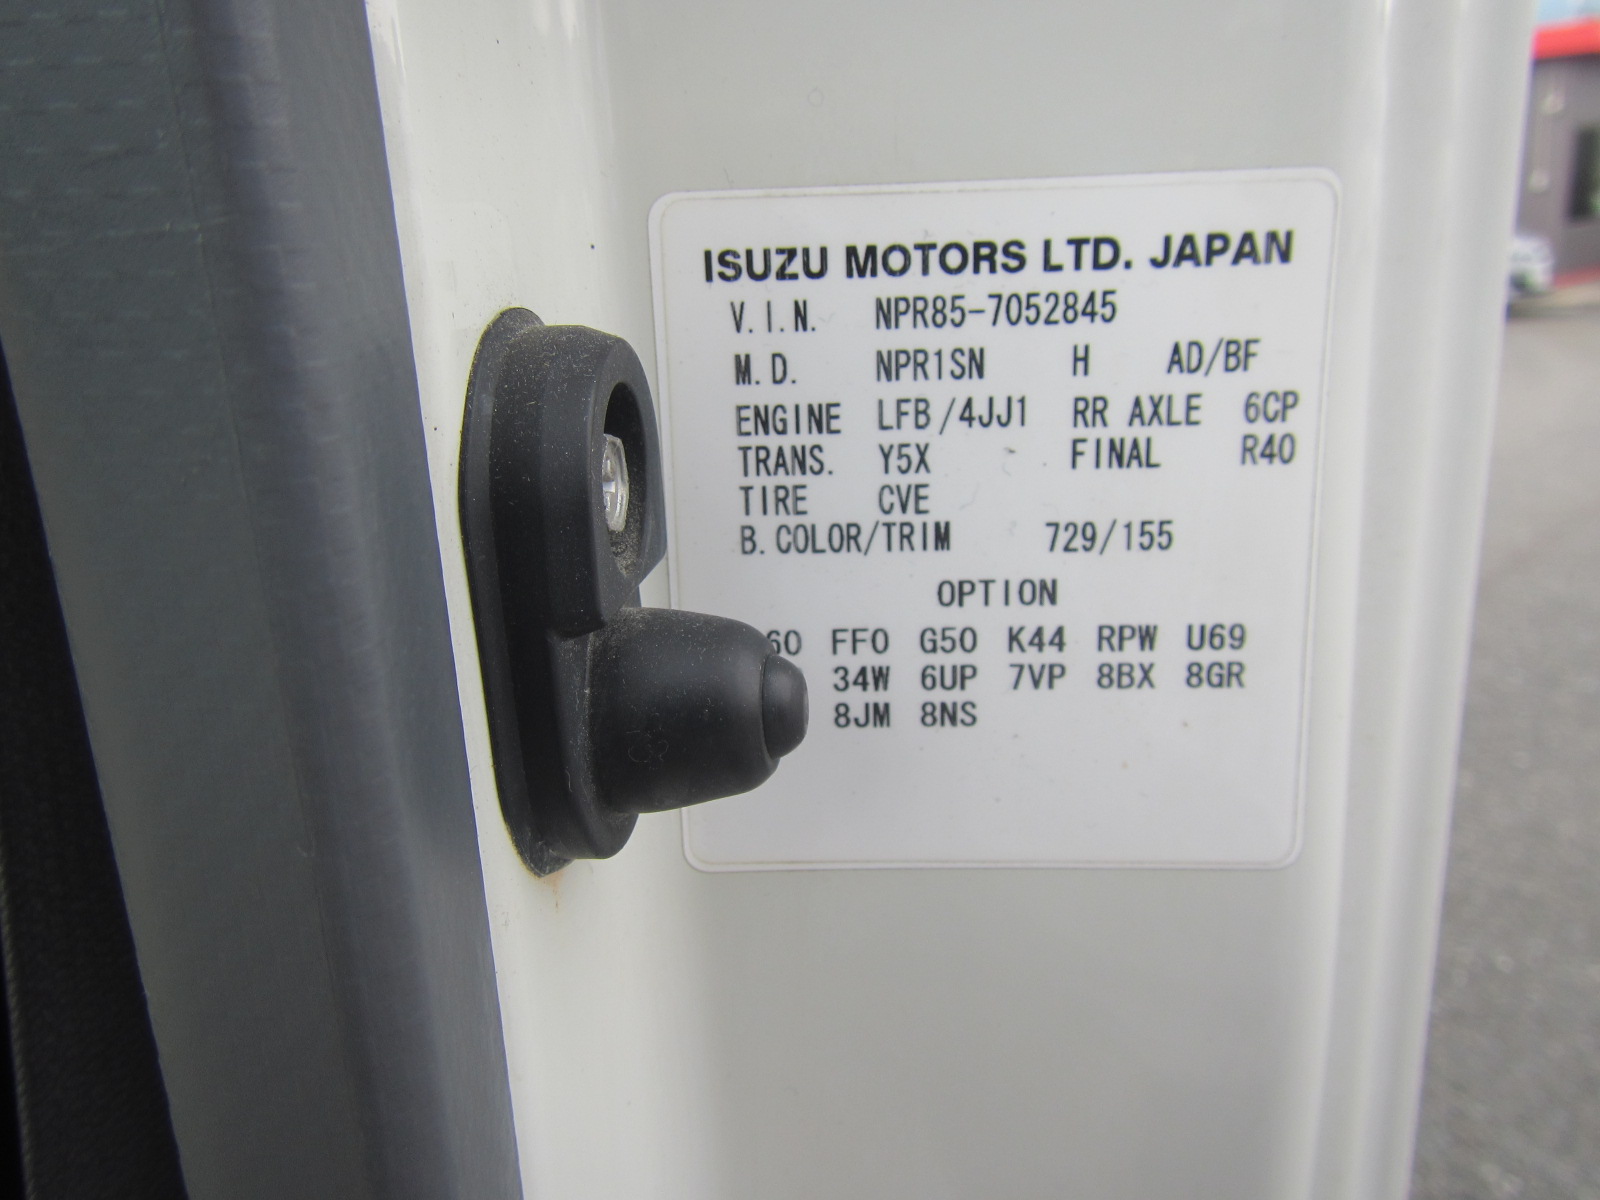 ISUZU MOTORS LTD. JAPAN
V.I.N. NPR85-7052845
M.D. NPR1SN H AD/BF
ENGINE LFB/4JJ1 RR AXLE 6CP
TRANS. Y5X FINAL R40
TIRE CVE
B.COLOR/TRIM 729/155
OPTION
FF0 G50 K44 RPW U69
34W 6UP 7VP 8BX 8GR
8JM 8NS